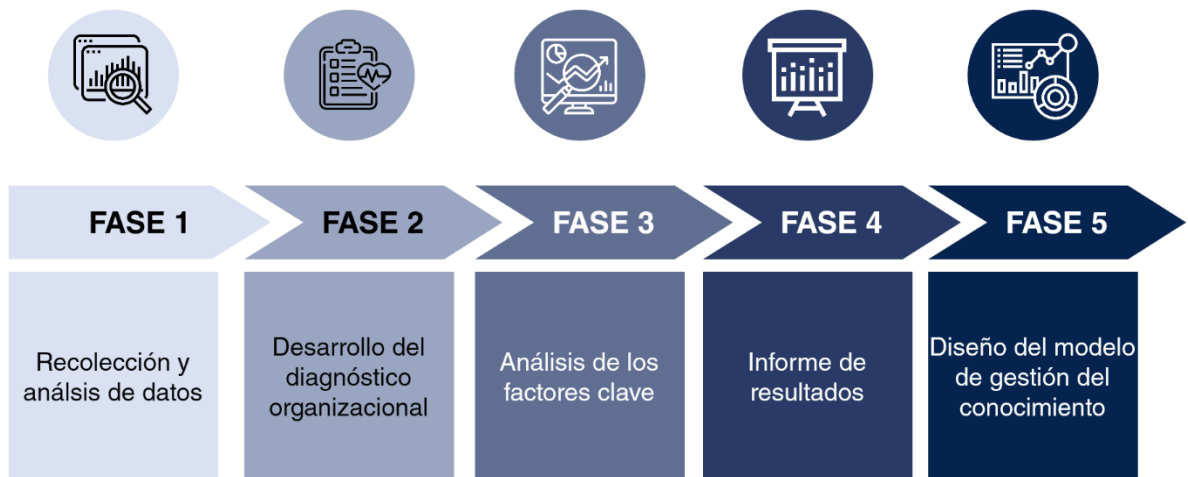 FASE 1
FASE 2
FASE 3
FASE 4
FASE 5
Recolección y
análsis de datos
Desarrollo del
diagnóstico
organizacional
Análisis de los
factores clave
Informe de
resultados
Diseño del modelo
de gestión del
conocimiento